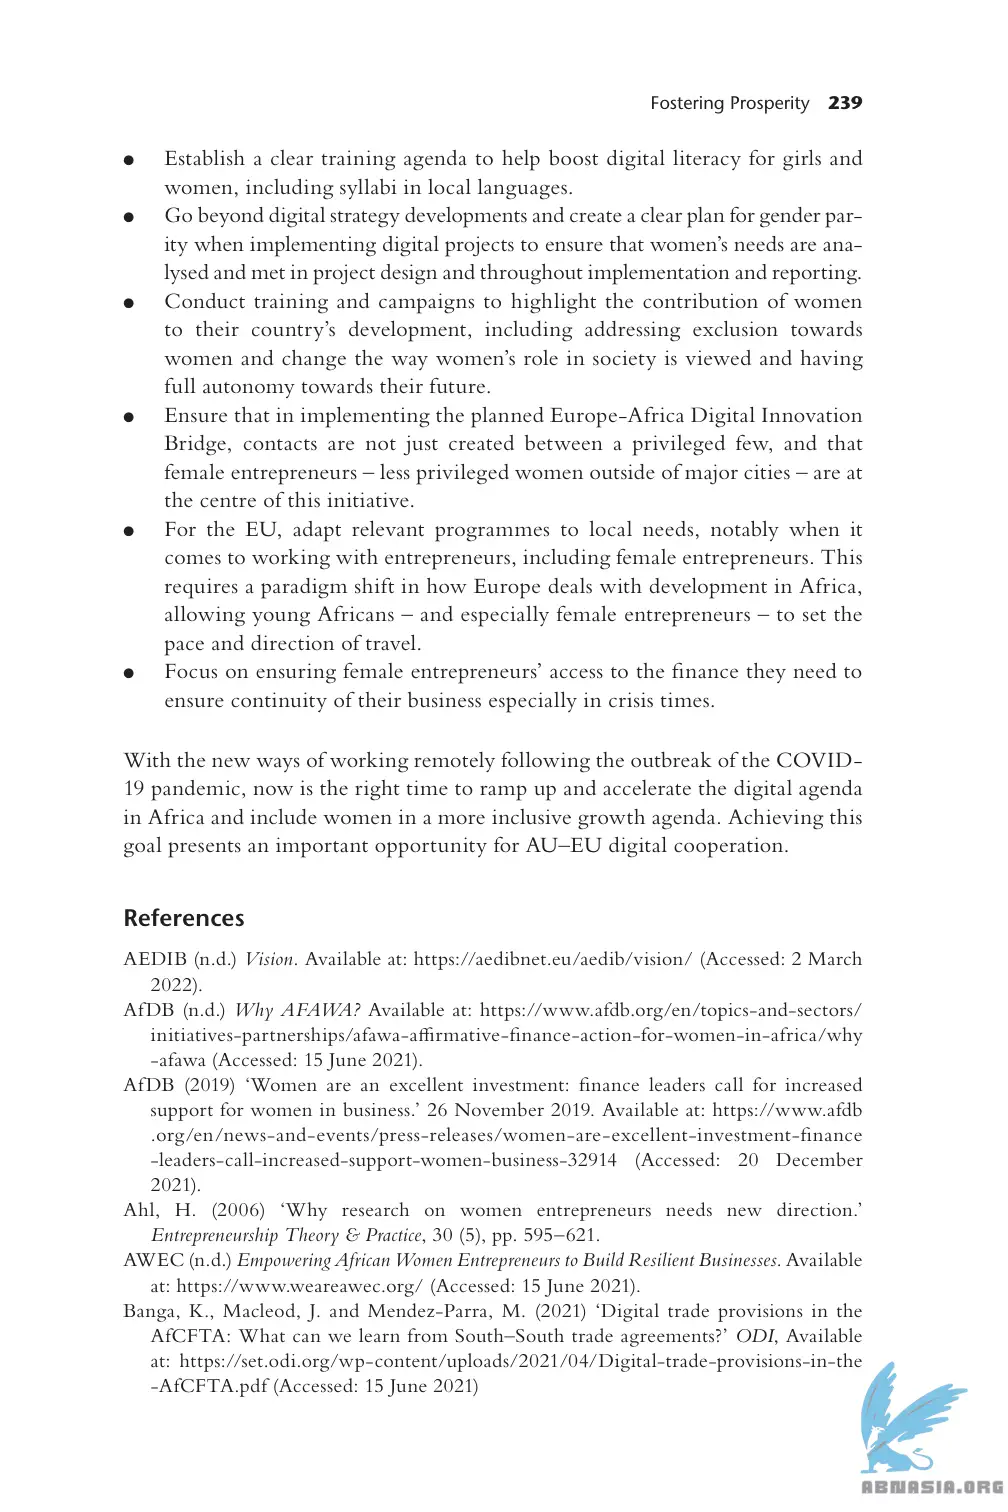 Fostering Prosperity 239
● Establish a clear training agenda to help boost digital literacy for girls and
women, including syllabi in local languages.
● Go beyond digital strategy developments and create a clear plan for gender par-
ity when implementing digital projects to ensure that women’s needs are ana-
lysed and met in project design and throughout implementation and reporting.
● Conduct training and campaigns to highlight the contribution of women
to their country’s development, including addressing exclusion towards
women and change the way women’s role in society is viewed and having
full autonomy towards their future.
● Ensure that in implementing the planned Europe-Africa Digital Innovation
Bridge, contacts are not just created between a privileged few, and that
female entrepreneurs – less privileged women outside of major cities – are at
the centre of this initiative.
● For the EU, adapt relevant programmes to local needs, notably when it
comes to working with entrepreneurs, including female entrepreneurs. This
requires a paradigm shift in how Europe deals with development in Africa,
allowing young Africans – and especially female entrepreneurs – to set the
pace and direction of travel.
● Focus on ensuring female entrepreneurs’ access to the finance they need to
ensure continuity of their business especially in crisis times.
With the new ways of working remotely following the outbreak of the COVID-
19 pandemic, now is the right time to ramp up and accelerate the digital agenda
in Africa and include women in a more inclusive growth agenda. Achieving this
goal presents an important opportunity for AU–EU digital cooperation.
References
AEDIB (n.d.) Vision. Available at: https://aedibnet.eu/aedib/vision/ (Accessed: 2 March
2022).
AfDB (n.d.) Why AFAWA? Available at: https://www.afdb.org/en/topics-and-sectors/
initiatives-partnerships/afawa-affirmative-finance-action-for-women-in-africa/why
-afawa (Accessed: 15 June 2021).
AfDB (2019) ‘Women are an excellent investment: finance leaders call for increased
support for women in business.’ 26 November 2019. Available at: https://www.afdb
.org/en/news-and-events/press-releases/women-are-excellent-investment-finance
-leaders-call-increased-support-women-business-32914 (Accessed: 20 December
2021).
Ahl, H. (2006) ‘Why research on women entrepreneurs needs new direction.’
Entrepreneurship Theory & Practice, 30 (5), pp. 595–621.
AWEC (n.d.) Empowering African Women Entrepreneurs to Build Resilient Businesses. Available
at: https://www.weareawec.org/ (Accessed: 15 June 2021).
Banga, K., Macleod, J. and Mendez-Parra, M. (2021) ‘Digital trade provisions in the
AfCFTA: What can we learn from South–South trade agreements?’ ODI, Available
at: https://set.odi.org/wp-content/uploads/2021/04/Digital-trade-provisions-in-the
-AfCFTA.pdf (Accessed: 15 June 2021)
ABNASIA.ORG